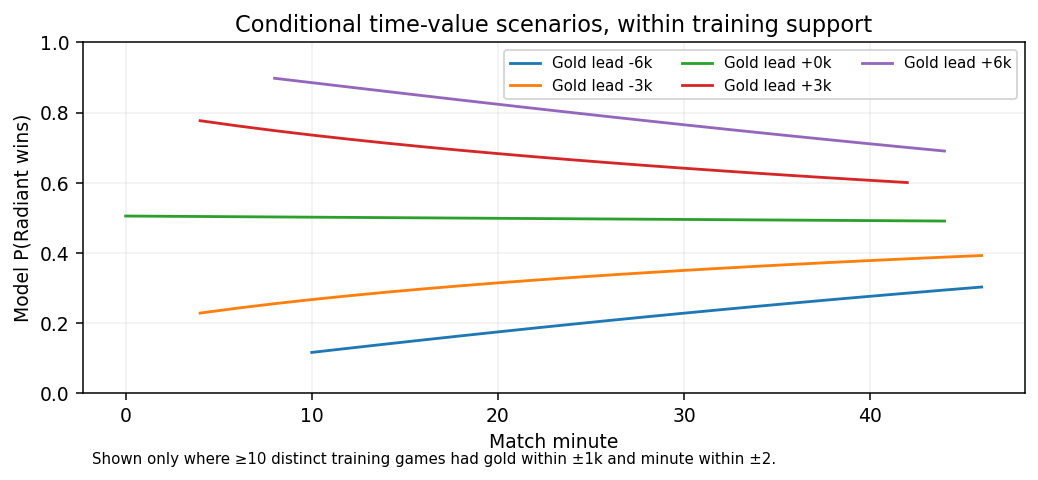 Conditional time-value scenarios, within training support
Model P(Radiant wins)
1.0
0.8
0.6
0.4
0.2
0.0
Gold lead -6k
Gold lead -3k
Gold lead +0k
Gold lead +3k
Gold lead +6k
0 10 20 30 40
Match minute
Shown only where ≥10 distinct training games had gold within ±1k and minute within ±2.